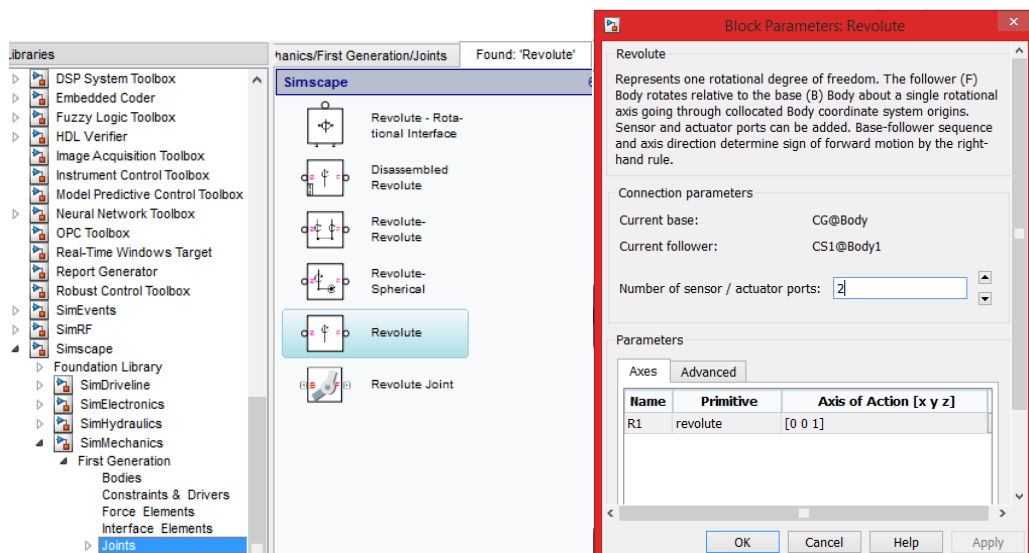 Libraries
DSP System Toolbox
Embedded Coder
Fuzzy Logic Toolbox
HDL Verifier
Image Acquisition Toolbox
Instrument Control Toolbox
Model Predictive Control Toolbox
Neural Network Toolbox
OPC Toolbox
Real-Time Windows Target
Report Generator
Robust Control Toolbox
SimEvents
SimRF
Simscape
Foundation Library
SimDriveline
SimElectronics
SimHydraulics
SimMechanics
First Generation
Bodies
Constraints & Drivers
Force Elements
Interface Elements
Joints
hanics/First Generation/Joints
Found: 'Revolute'
Simscape
Revolute - Rota-
tional Interface
Disassembled
Revolute
Revolute-
Revolute
Revolute-
Spherical
Revolute
Revolute Joint
Block Parameters: Revolute
Revolute
Represents one rotational degree of freedom. The follower (F)
Body rotates relative to the base (B) Body about a single rotational
axis going through collocated Body coordinate system origins.
Sensor and actuator ports can be added. Base-follower sequence
and axis direction determine sign of forward motion by the right-
hand rule.
Connection parameters
Current base: CG@Body
Current follower: CS1@Body1
Number of sensor / actuator ports: 2
Parameters
Axes Advanced
Name Primitive Axis of Action [x y z]
R1 revolute [0 0 1]
OK Cancel Help Apply